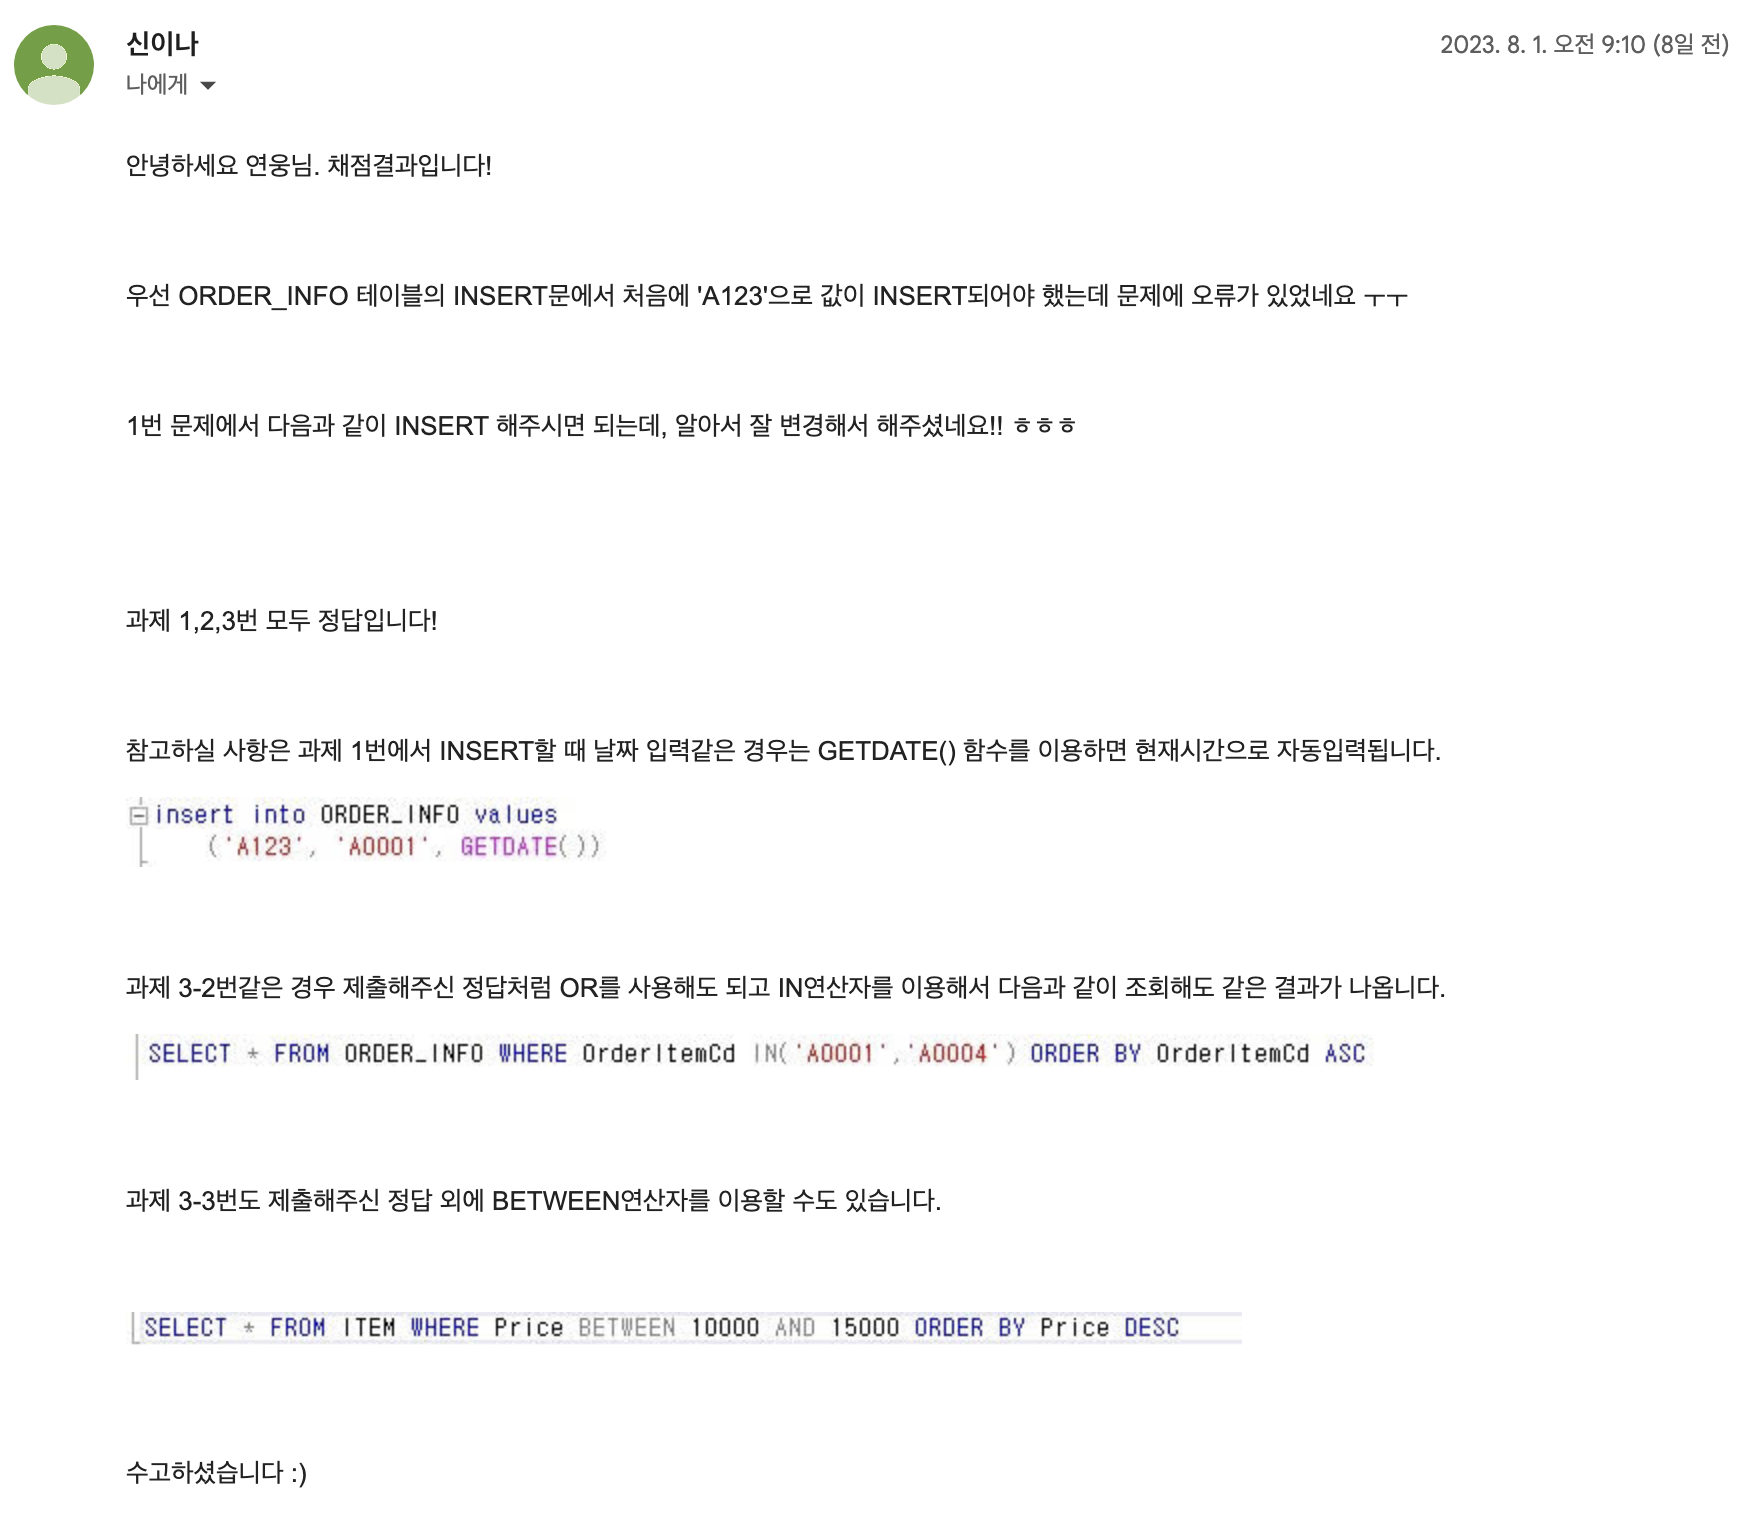 신이나
2023. 8. 1. 오전 9:10 (8일 전)
나에게
안녕하세요 연웅님. 채점결과입니다!
우선 ORDER_INFO 테이블의 INSERT문에서 처음에 'A123'으로 값이 INSERT되어야 했는데 문제에 오류가 있었네요 ㅜㅜ
1번 문제에서 다음과 같이 INSERT 해주시면 되는데, 알아서 잘 변경해서 해주셨네요!! ㅎㅎㅎ
과제 1,2,3번 모두 정답입니다!
참고하실 사항은 과제 1번에서 INSERT할 때 날짜 입력같은 경우는 GETDATE() 함수를 이용하면 현재시간으로 자동입력됩니다.
insert into ORDER_INFO values
('A123', 'A0001', GETDATE())
과제 3-2번같은 경우 제출해주신 정답처럼 OR를 사용해도 되고 IN연산자를 이용해서 다음과 같이 조회해도 같은 결과가 나옵니다.
SELECT * FROM ORDER_INFO WHERE OrderItemCd IN('A0001','A0004') ORDER BY OrderItemCd ASC
과제 3-3번도 제출해주신 정답 외에 BETWEEN연산자를 이용할 수도 있습니다.
SELECT * FROM ITEM WHERE Price BETWEEN 10000 AND 15000 ORDER BY Price DESC
수고하셨습니다 :)